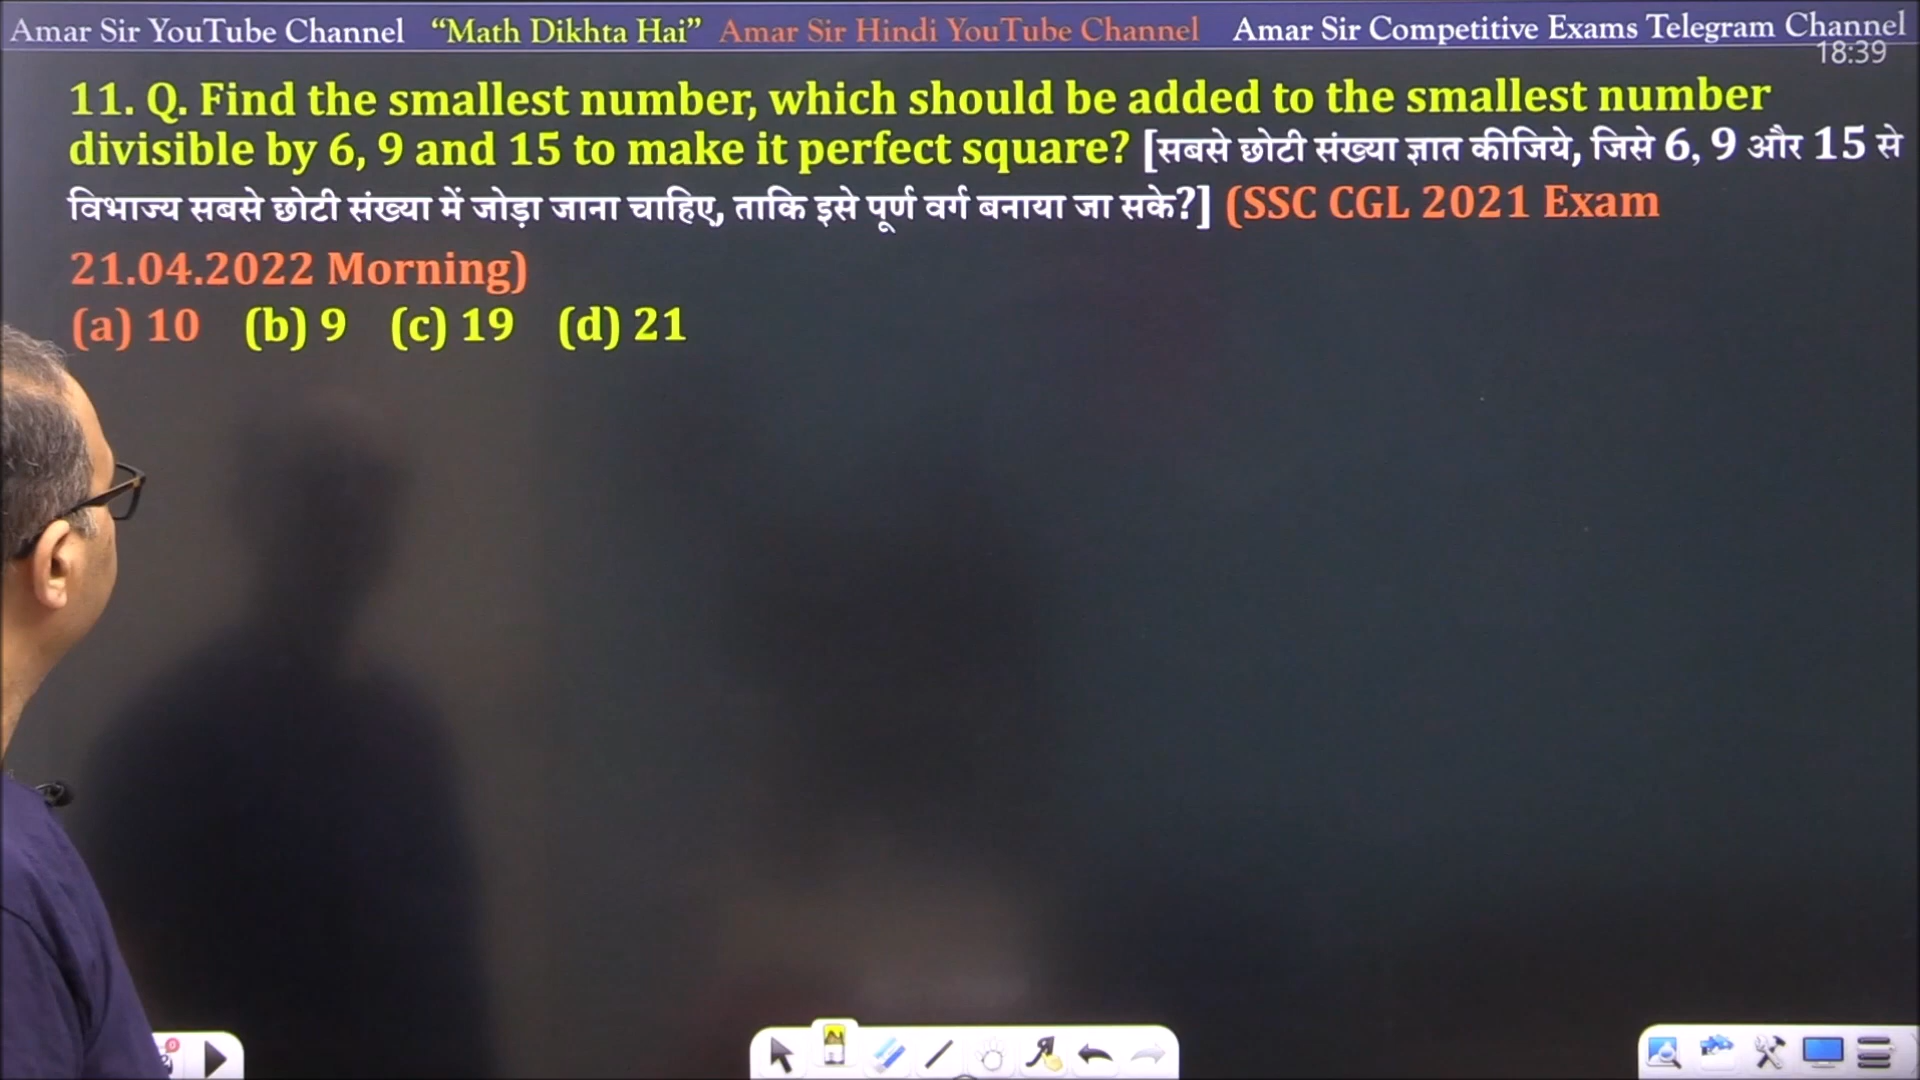 Amar Sir YouTube Channel “Math Dikhta Hai” Amar Sir Hindi YouTube Channel Amar Sir Competitive Exams Telegram Channel
18:39
11. Q. Find the smallest number, which should be added to the smallest number
divisible by 6, 9 and 15 to make it perfect square? [सबसे छोटी संख्या ज्ञात कीजिये, जिसे 6, 9 और 15 से
विभाज्य सबसे छोटी संख्या में जोड़ा जाना चाहिए, ताकि इसे पूर्ण वर्ग बनाया जा सके?] (SSC CGL 2021 Exam
21.04.2022 Morning)
(a) 10 (b) 9 (c) 19 (d) 21
0